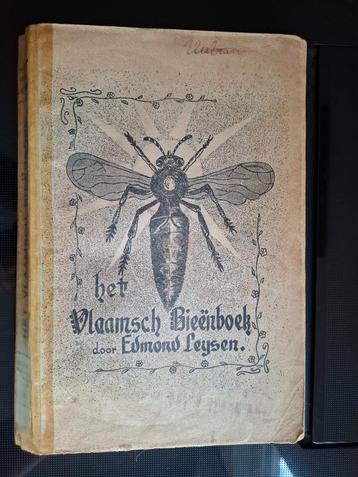 het
Vlaamsch Bieënboek
door Edmond Leysen.